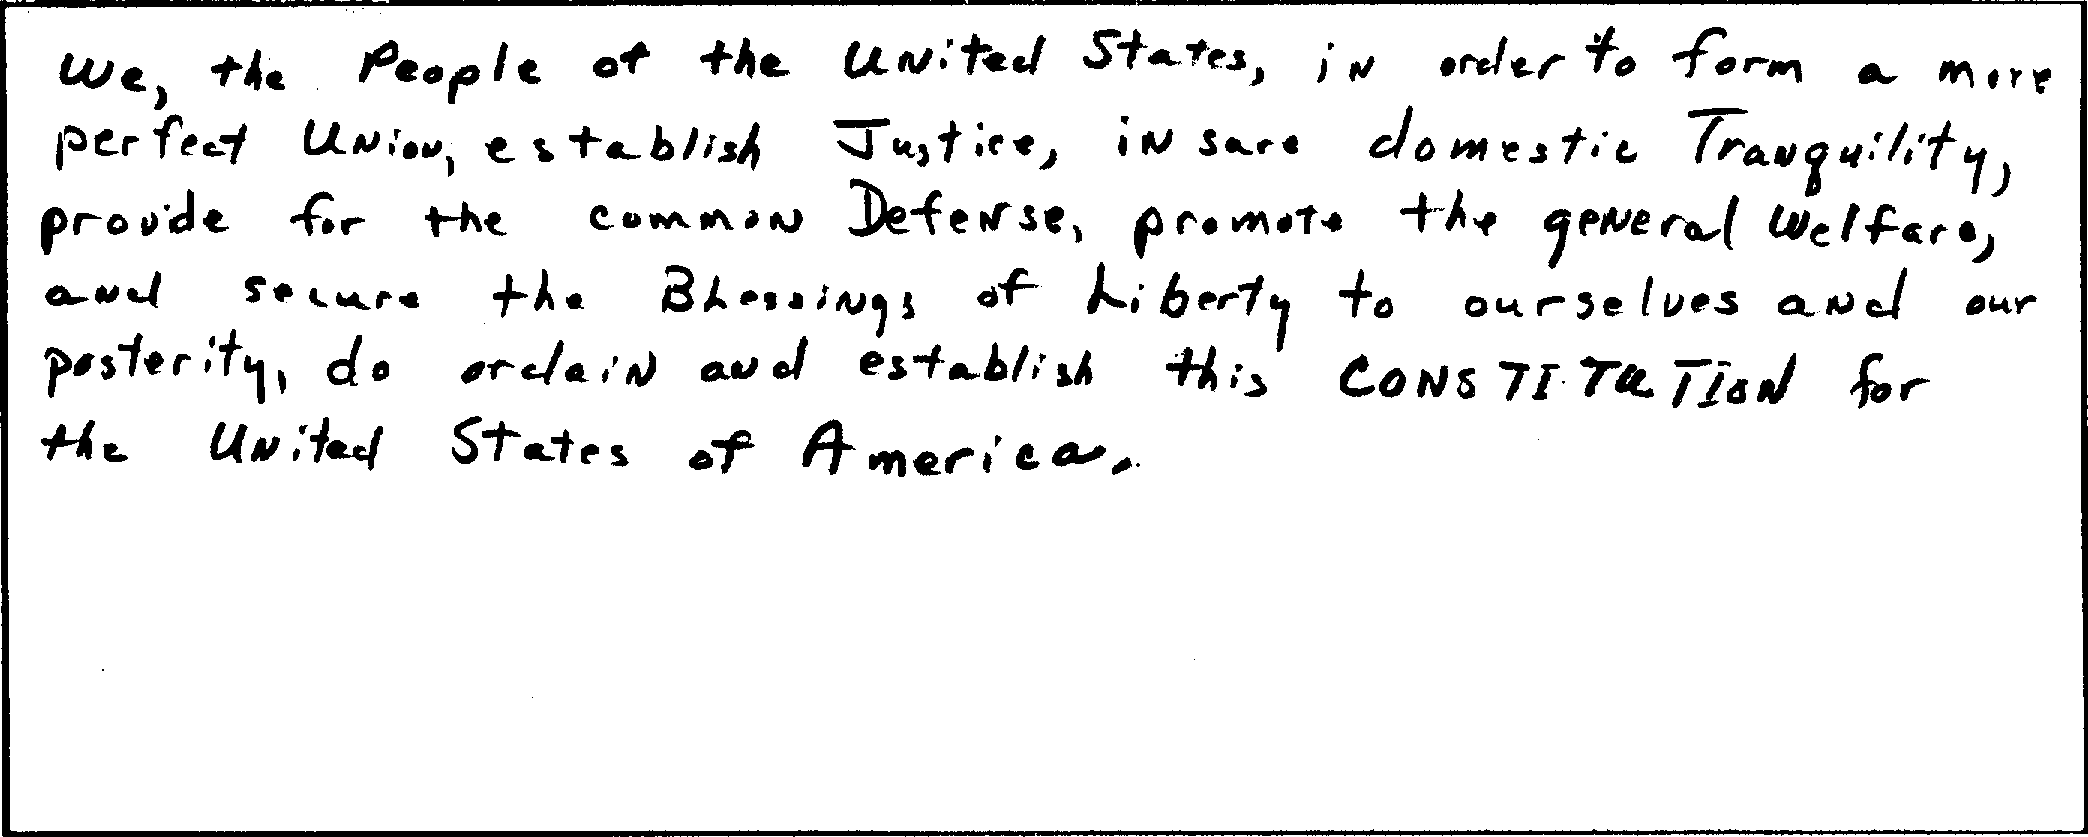 We, the People of the United States, in order to form a more
perfect Union, establish Justice, insure domestic Tranquility,
provide for the common Defense, promote the general Welfare,
and secure the Blessings of Liberty to ourselves and our
posterity, do ordain and establish this CONSTITUTION for
the United States of America.